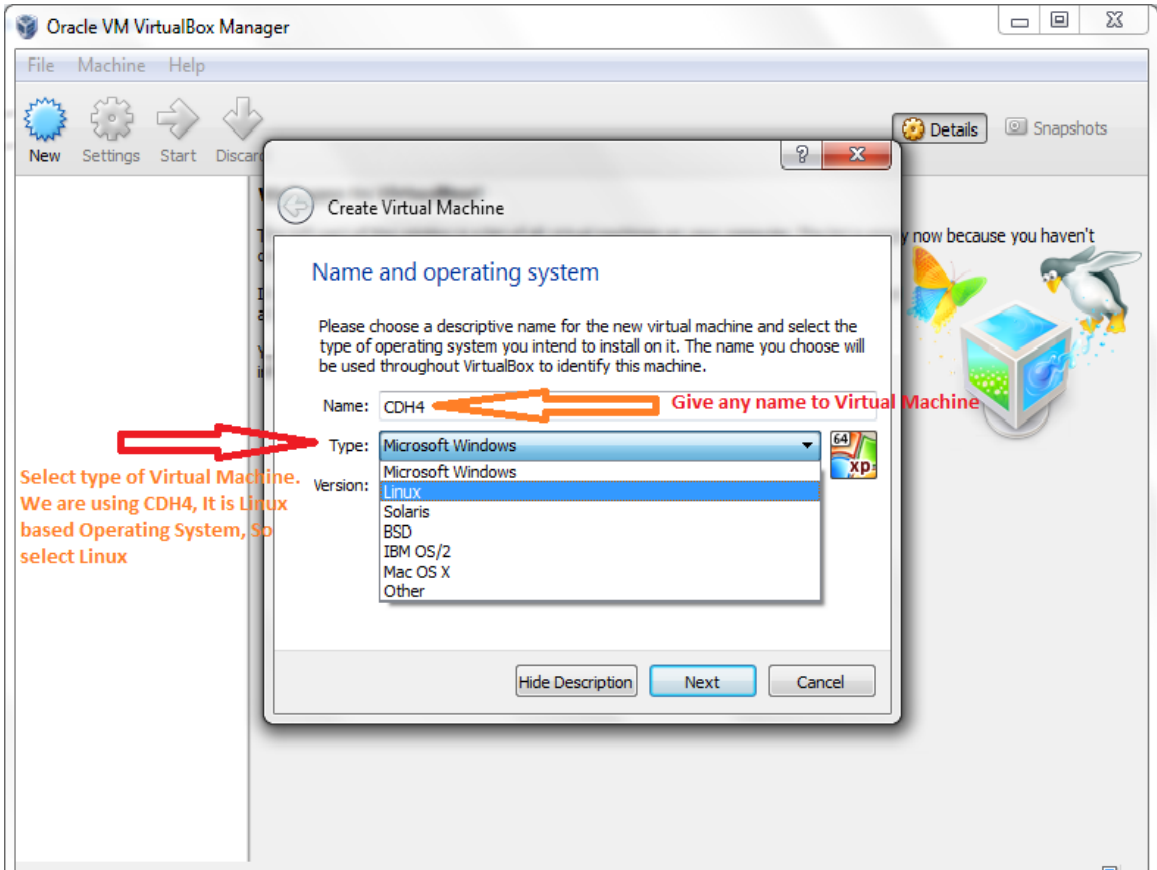 Oracle VM VirtualBox Manager
File Machine Help
New Settings Start Discard
Details Snapshots
Create Virtual Machine
y now because you haven't
Name and operating system
Please choose a descriptive name for the new virtual machine and select the
type of operating system you intend to install on it. The name you choose will
be used throughout VirtualBox to identify this machine.
Name: CDH4
Give any name to Virtual Machine
Type: Microsoft Windows
64
XP
Select type of Virtual Machine.
We are using CDH4, It is Linux
based Operating System, So
select Linux
Version:
Microsoft Windows
Linux
Solaris
BSD
IBM OS/2
Mac OS X
Other
Hide Description Next Cancel